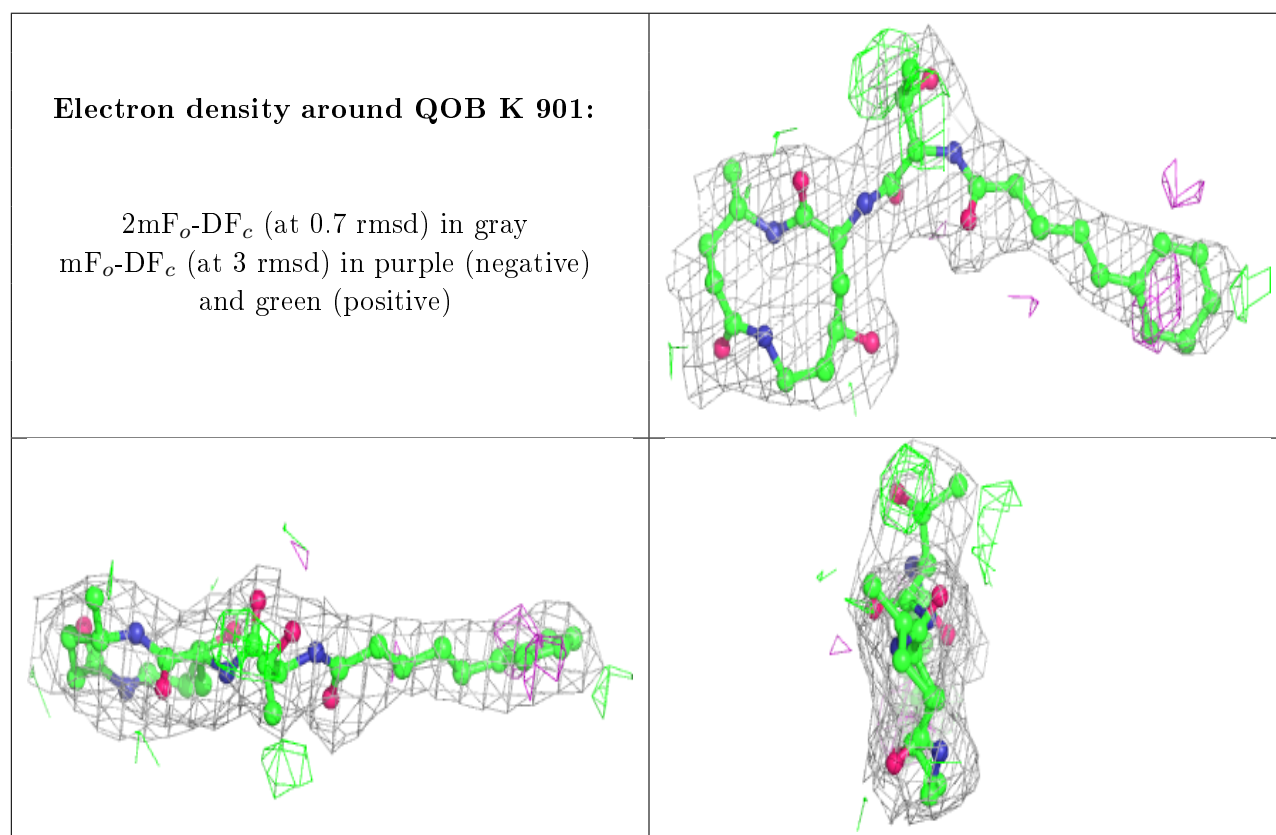 Electron density around QOB K 901:
2mFₒ-DF𝒸 (at 0.7 rmsd) in gray
mFₒ-DF𝒸 (at 3 rmsd) in purple (negative)
and green (positive)